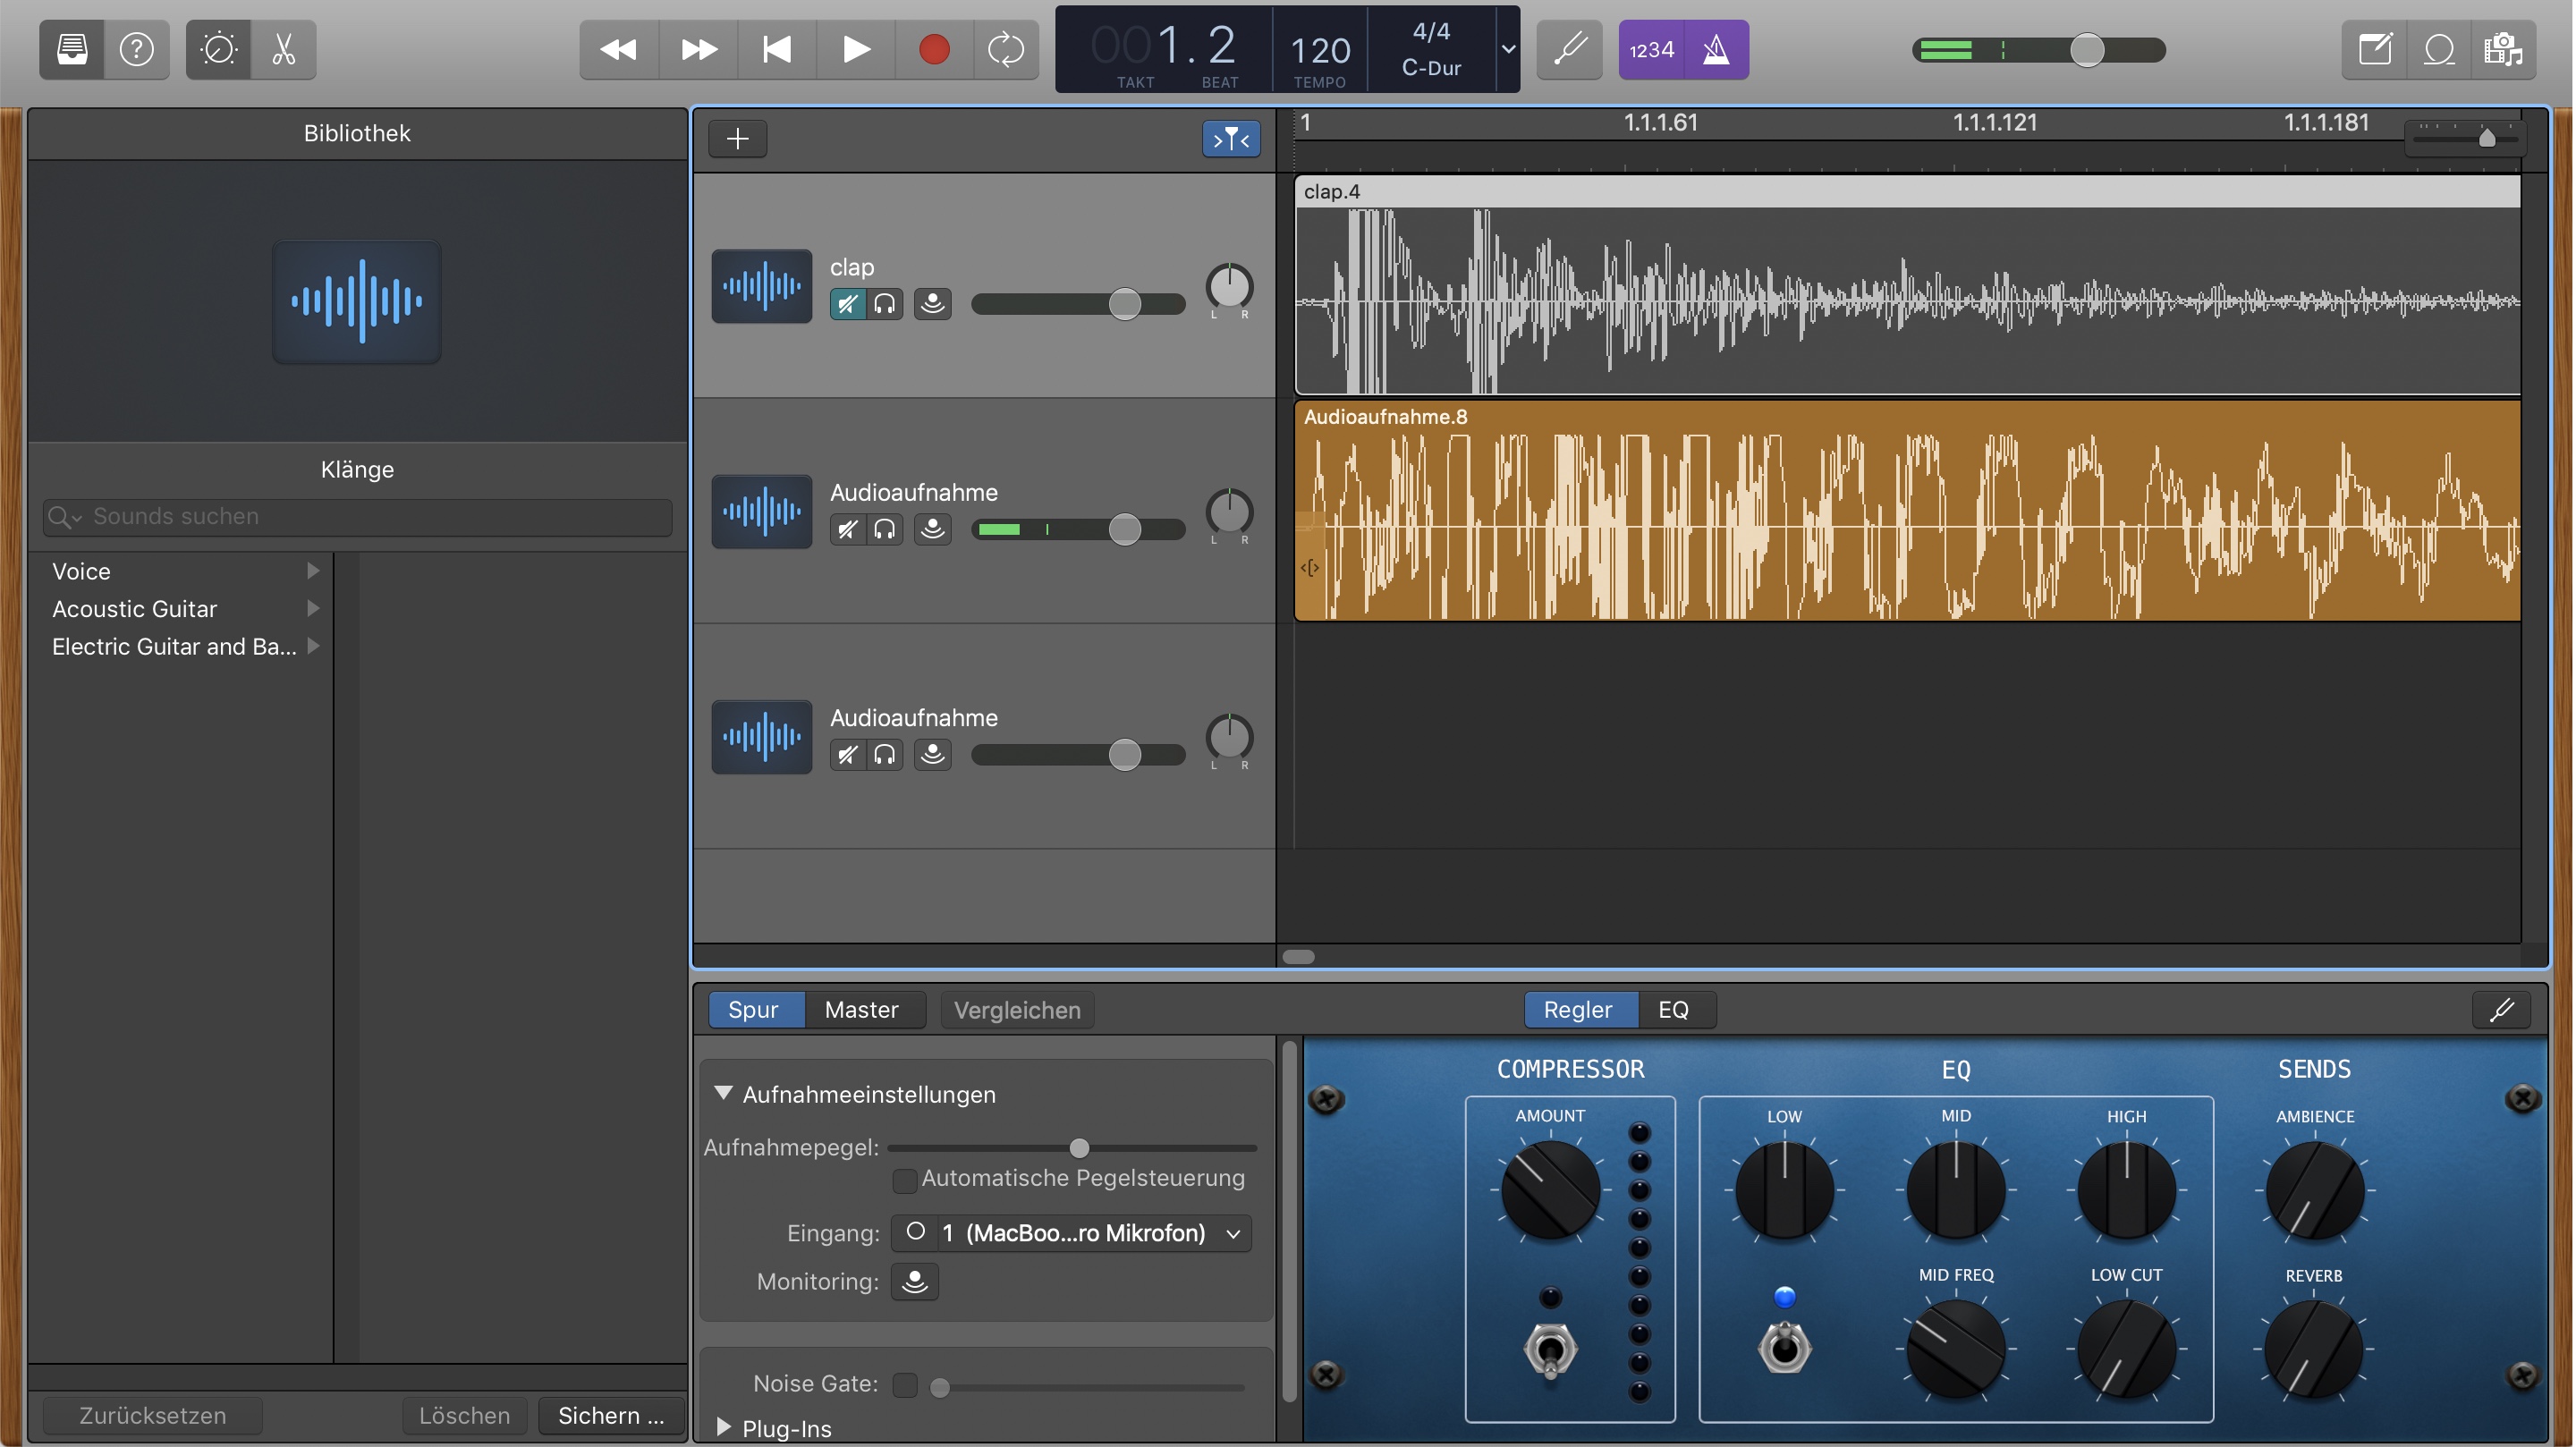 001. 2
TAKT
BEAT
120
TEMPO
4/4
C-Dur
1234
Bibliothek
Klänge
Sounds suchen
Voice
Acoustic Guitar
Electric Guitar and Ba...
Zurücksetzen
Löschen
Sichern ...
1
1.1.1.61
1.1.1.121
1.1.1.181
clap
L R
clap.4
Audioaufnahme
L R
Audioaufnahme.8
Audioaufnahme
L R
Spur
Master
Vergleichen
Regler
EQ
Aufnahmeeinstellungen
Aufnahmepegel:
Automatische Pegelsteuerung
Eingang:
1 (MacBoo...ro Mikrofon)
Monitoring:
Noise Gate:
Plug-Ins
COMPRESSOR
AMOUNT
EQ
LOW
MID
HIGH
MID FREQ
LOW CUT
SENDS
AMBIENCE
REVERB